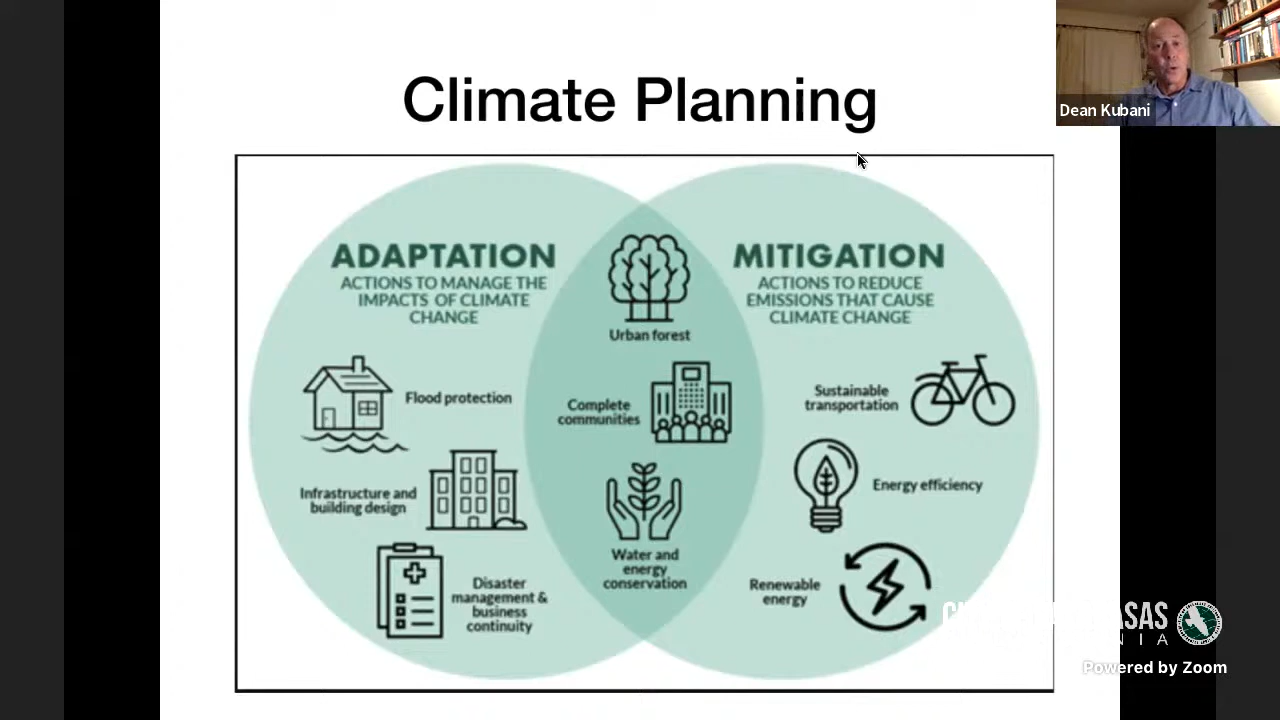 Climate Planning
Dean Kubani
ADAPTATION
ACTIONS TO MANAGE THE
IMPACTS OF CLIMATE
CHANGE
MITIGATION
ACTIONS TO REDUCE
EMISSIONS THAT CAUSE
CLIMATE CHANGE
Urban forest
Flood protection
Complete
communities
Sustainable
transportation
Infrastructure and
building design
Energy efficiency
Water and
energy
conservation
Disaster
management &
business
continuity
Renewable
energy
Powered by Zoom